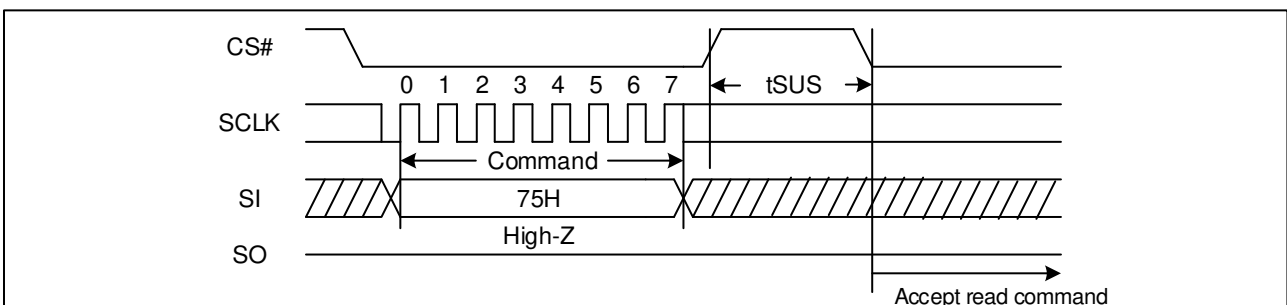 CS#
0 1 2 3 4 5 6 7
tSUS
SCLK
Command
SI
75H
High-Z
SO
Accept read command